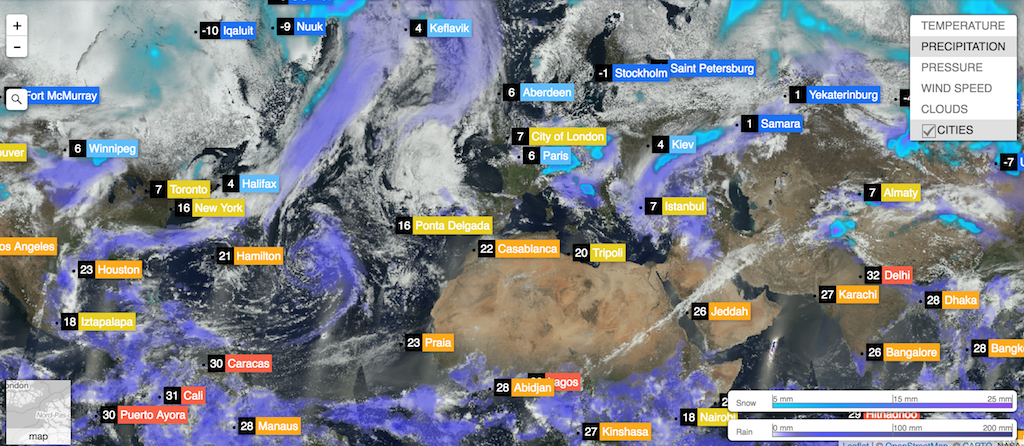 +
−
-10 Iqaluit
-9 Nuuk
4 Keflavik
TEMPERATURE
PRECIPITATION
PRESSURE
WIND SPEED
CLOUDS
CITIES
-1 Stockholm
Saint Petersburg
6 Aberdeen
1 Yekaterinburg
Fort McMurray
1 Samara
7 City of London
4 Kiev
6 Winnipeg
6 Paris
7 Toronto
4 Halifax
-7
7 Almaty
16 New York
7 Istanbul
16 Ponta Delgada
os Angeles
22 Casablanca
20 Tripoli
21 Hamilton
23 Houston
32 Delhi
27 Karachi
28 Dhaka
26 Jeddah
18 Iztapalapa
23 Praia
26 Bangalore
28 Bangk
30 Caracas
28 Abidjan
agos
31 Cali
30 Puerto Ayora
18 Nairobi
28 Manaus
27 Kinshasa
ondon
Nord-Pas
map
Snow 5 mm 15 mm 25 mm
Rain 0 mm 100 mm 200 mm
Leaflet | © OpenStreetMap, © CARTO, NASA